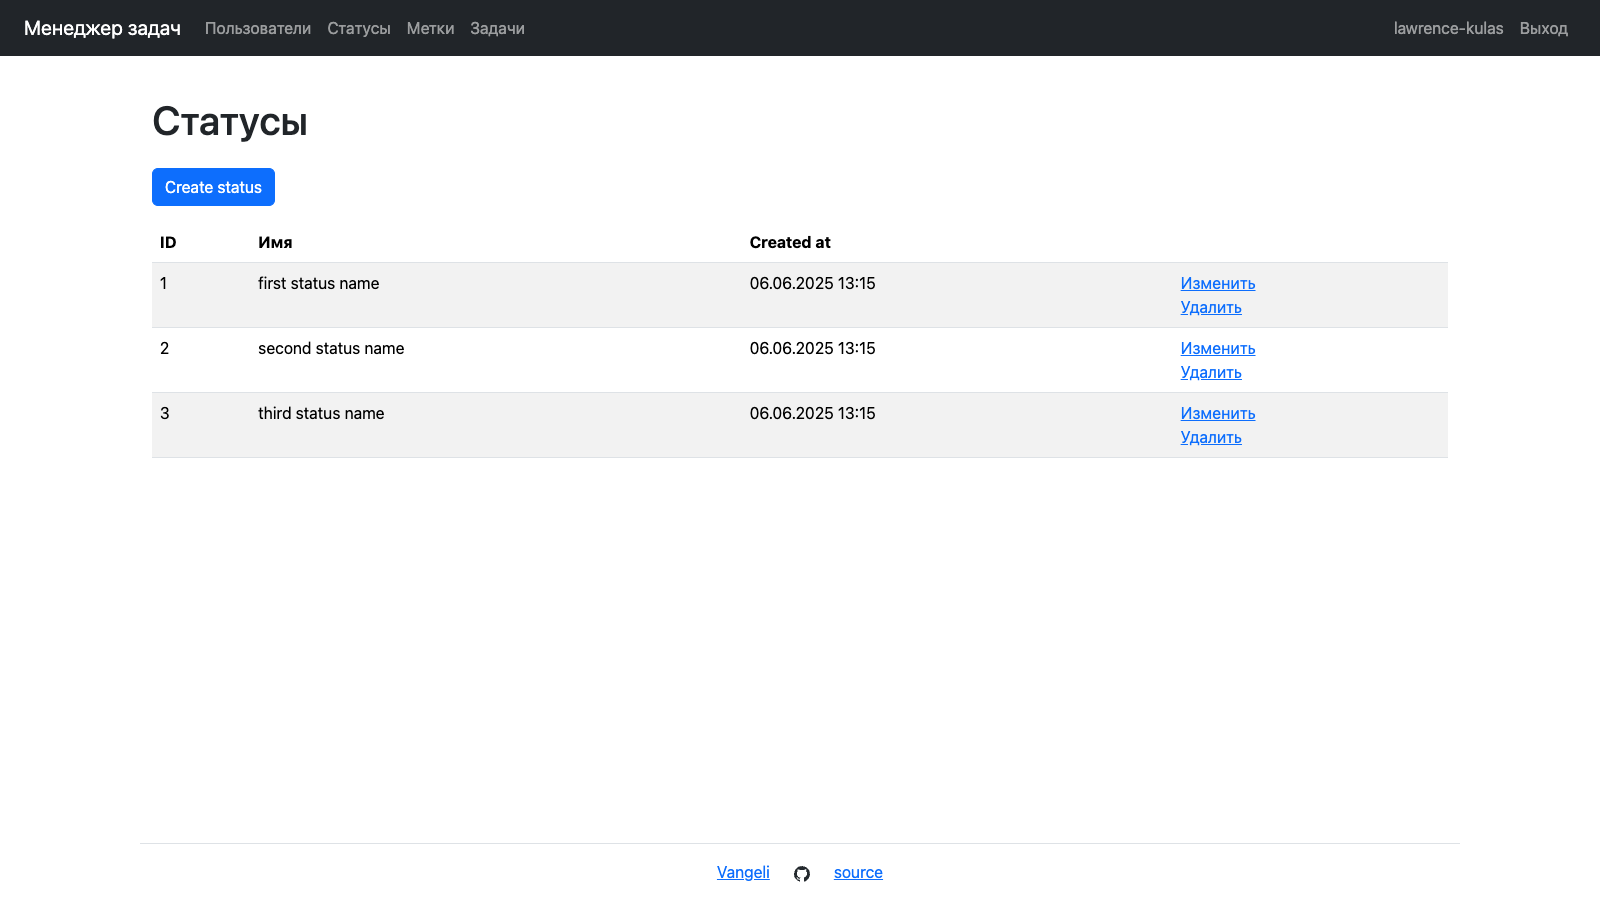 Менеджер задач Пользователи Статусы Метки Задачи lawrence-kulas Выход
Статусы
Create status
ID Имя Created at
1 first status name 06.06.2025 13:15 Изменить
Удалить
2 second status name 06.06.2025 13:15 Изменить
Удалить
3 third status name 06.06.2025 13:15 Изменить
Удалить
Vangeli source